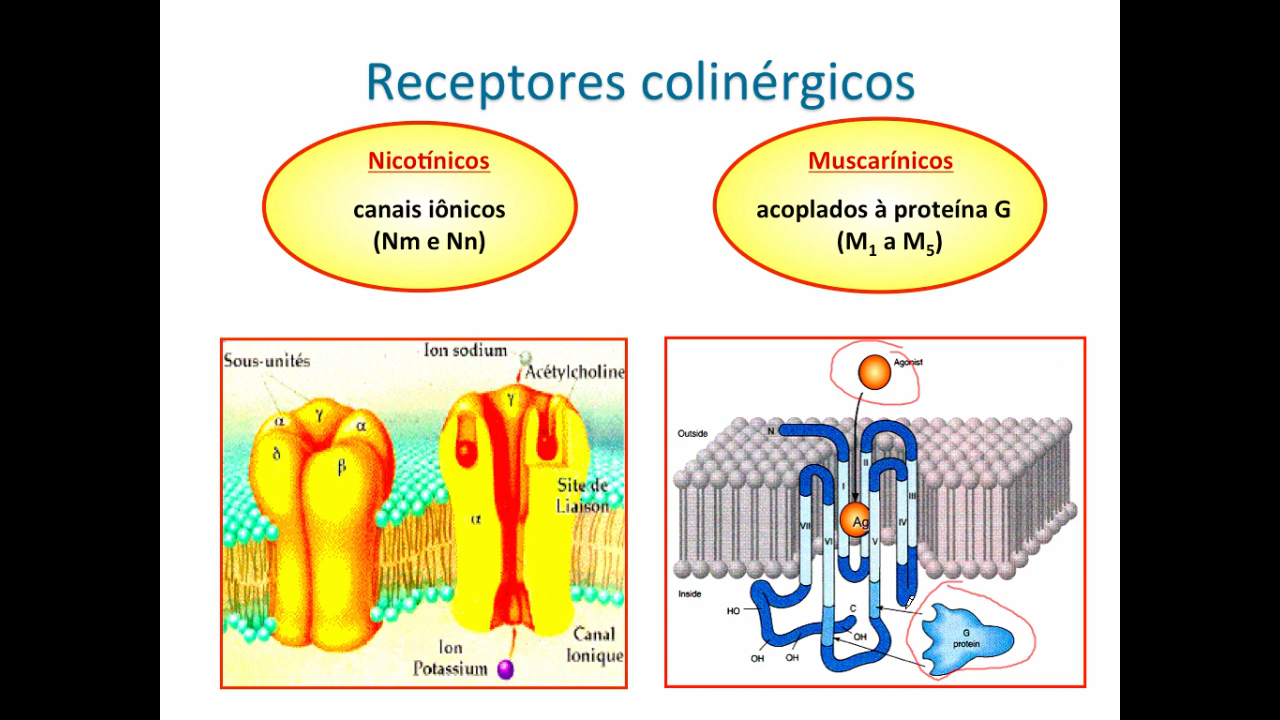 Receptores colinérgicos
Nicotínicos
canais iônicos
(Nm e Nn)
Muscarínicos
acoplados à proteína G
(M1 a M5)
Sous-unités
Ion sodium
Acétylcholine
γ
α
α
δ
β
γ
α
Site de
Liaison
Canal
Ionique
Ion
Potassium
Agonist
Outside
N
II
I
III
Ag
VII
IV
VI
V
Inside
HO
C
OH
OH
OH
G
protein